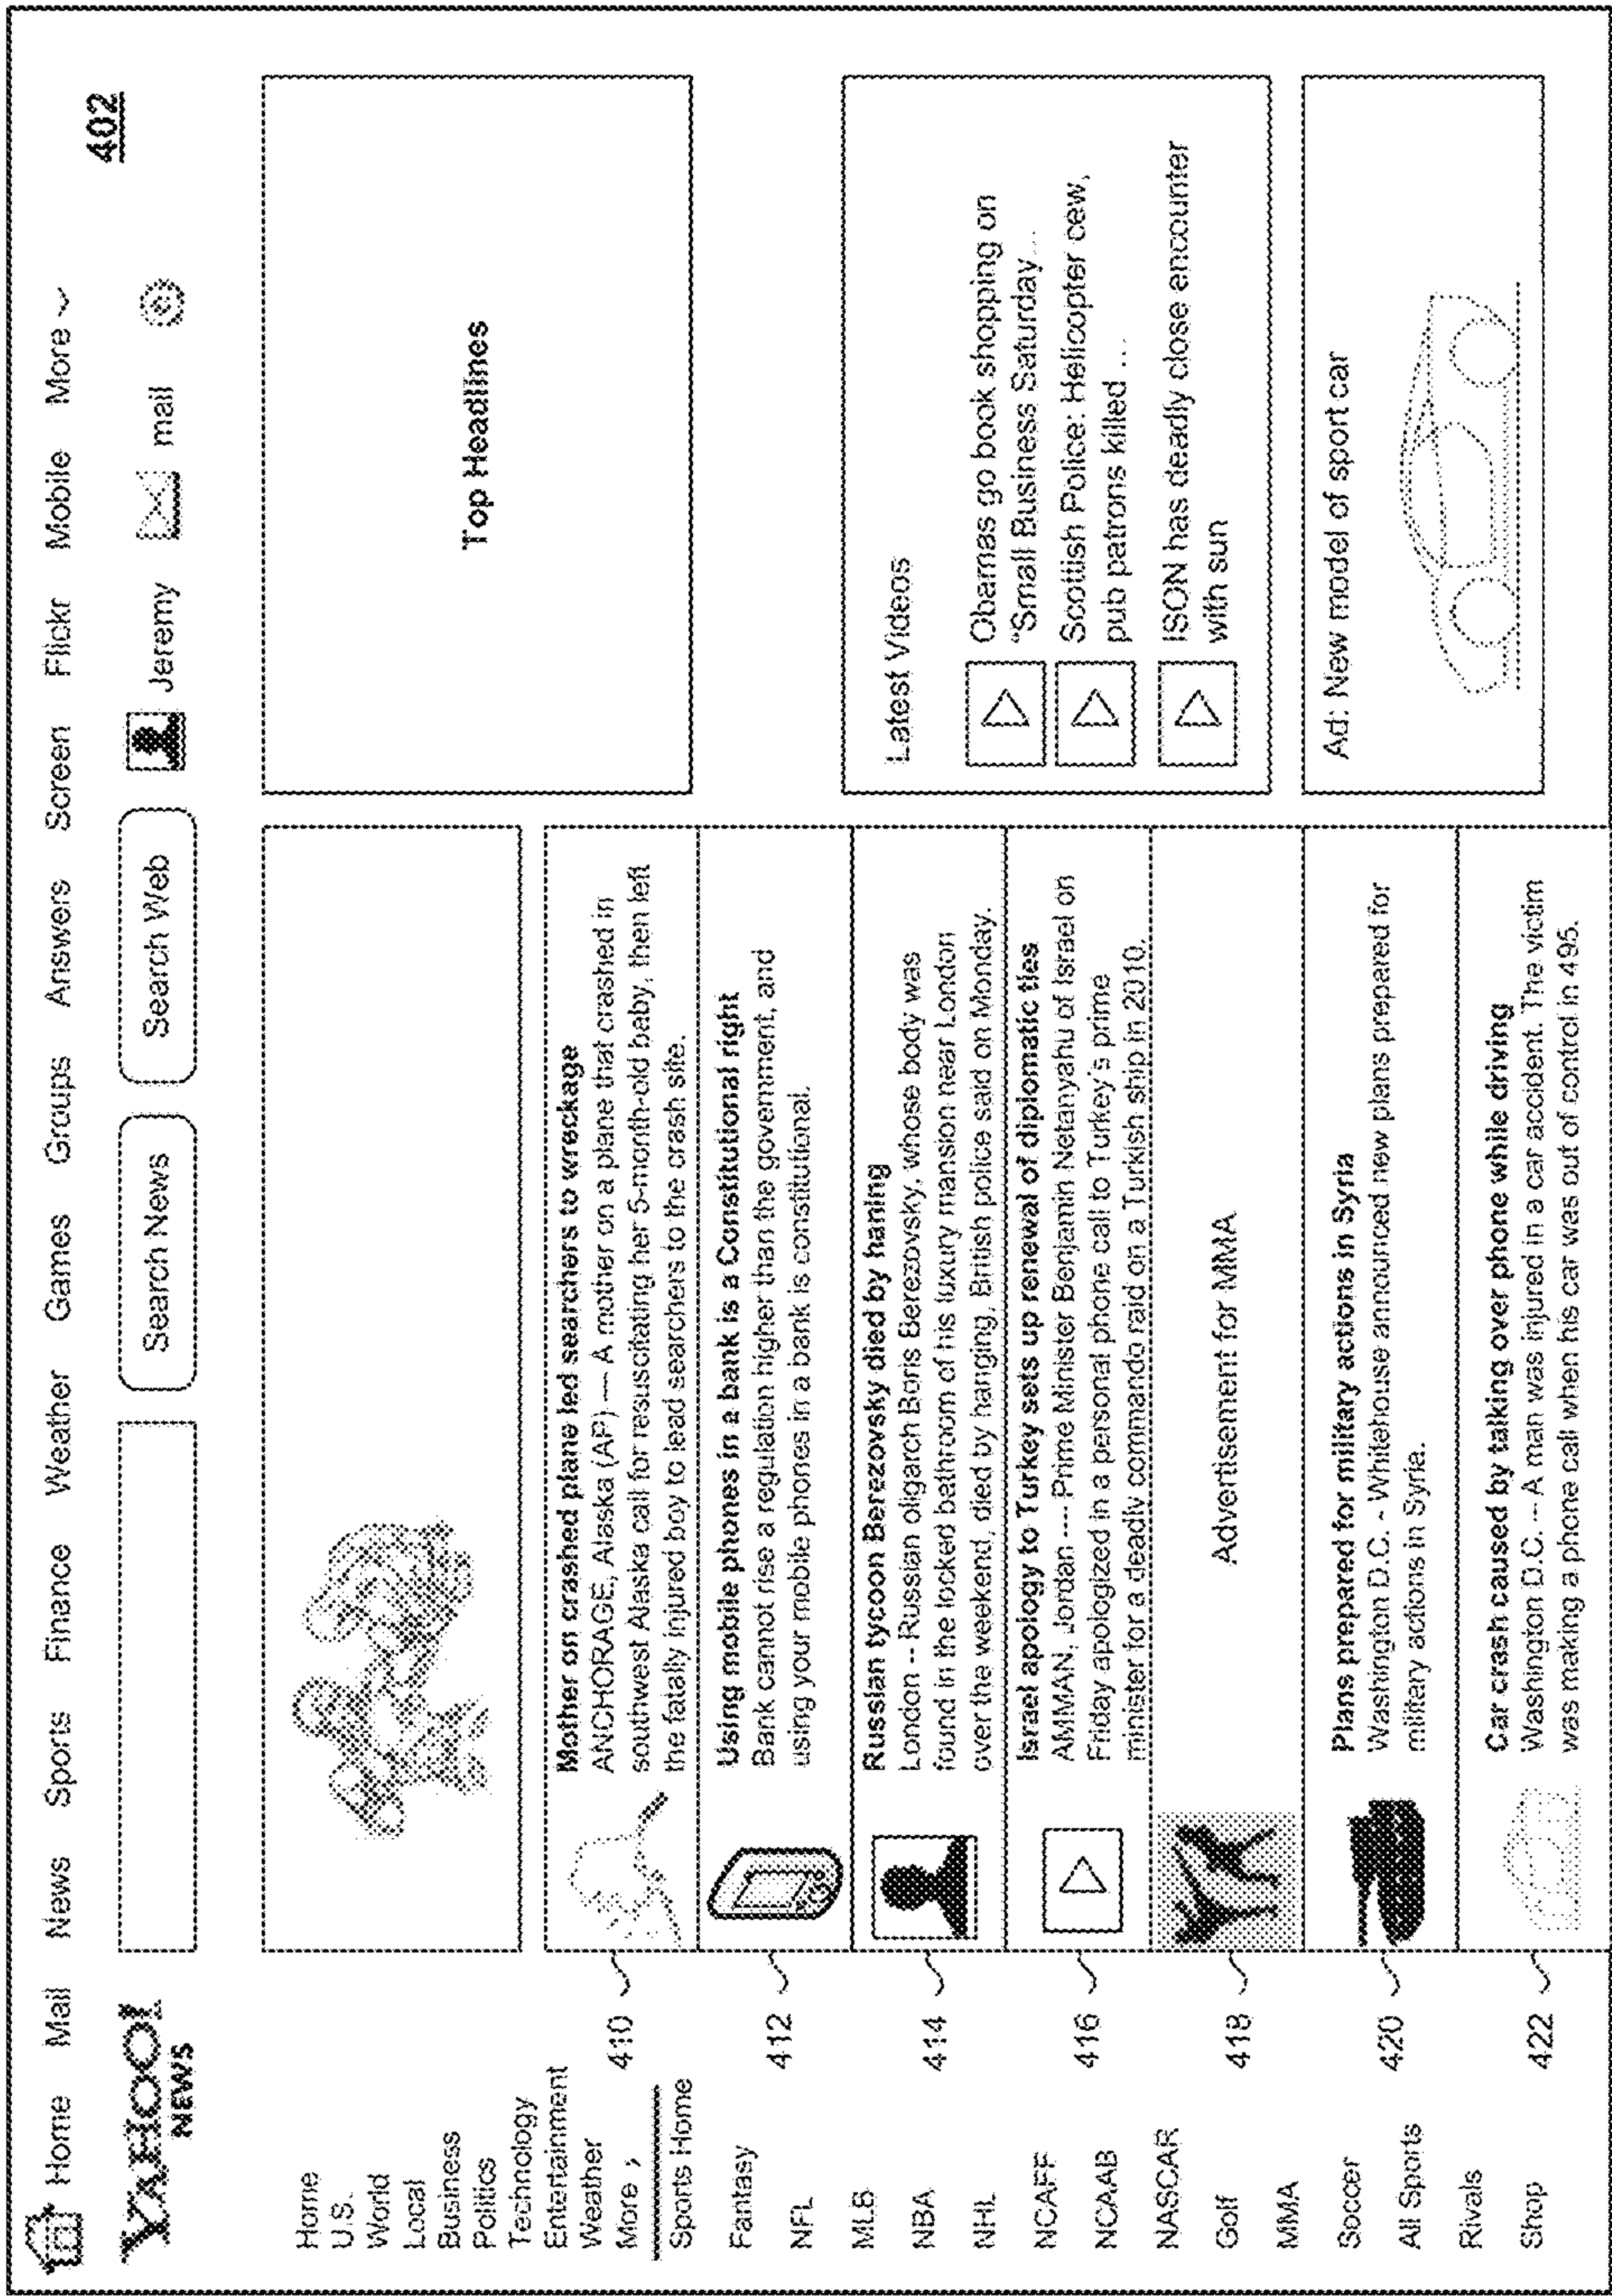 Home Mail News Sports Finance Weather Games Groups Answers Screen Flickr Mobile More
402
YAHOO!
NEWS
Search News
Search Web
Jeremy
mail
Home
U.S.
World
Local
Business
Politics
Technology
Entertainment
Weather
More >
Sports Home
Fantasy
NFL
MLB
NBA
NHL
NCAFF
NCAAB
NASCAR
Golf
MMA
Soccer
All Sports
Rivals
Shop
410
Mother on crashed plane led searchers to wreckage
ANCHORAGE, Alaska (AP) --- A mother on a plane that crashed in
southwest Alaska call for resuscitating her 5-month-old baby, then left
the fatally injured boy to lead searchers to the crash site.
412
Using mobile phones in a bank is a Constitutional right
Bank cannot rise a regulation higher than the government, and
using your mobile phones in a bank is constitutional.
414
Russian tycoon Berezovsky died by haning
London -- Russian oligarch Boris Berezovsky, whose body was
found in the locked bathroom of his luxury mansion near London
over the weekend, died by hanging, British police said on Monday.
416
Israel apology to Turkey sets up renewal of diplomatic ties
AMMAN, Jordan ---- Prime Minister Benjamin Netanyahu of Israel on
Friday apologized in a personal phone call to Turkey's prime
minister for a deadly commando raid on a Turkish ship in 2010.
418
Advertisement for MMA
420
Plans prepared for military actions in Syria
Washington D.C. - Whitehouse announced new plans prepared for
military actions in Syria.
422
Car crash caused by talking over phone while driving
Washington D.C. -- A man was injured in a car accident. The victim
was making a phone call when his car was out of control in 495.
Top Headlines
Latest Videos
Obamas go book shopping on
"Small Business Saturday...
Scottish Police: Helicopter cew,
pub patrons killed ...
ISON has deadly close encounter
with sun
Ad: New model of sport car